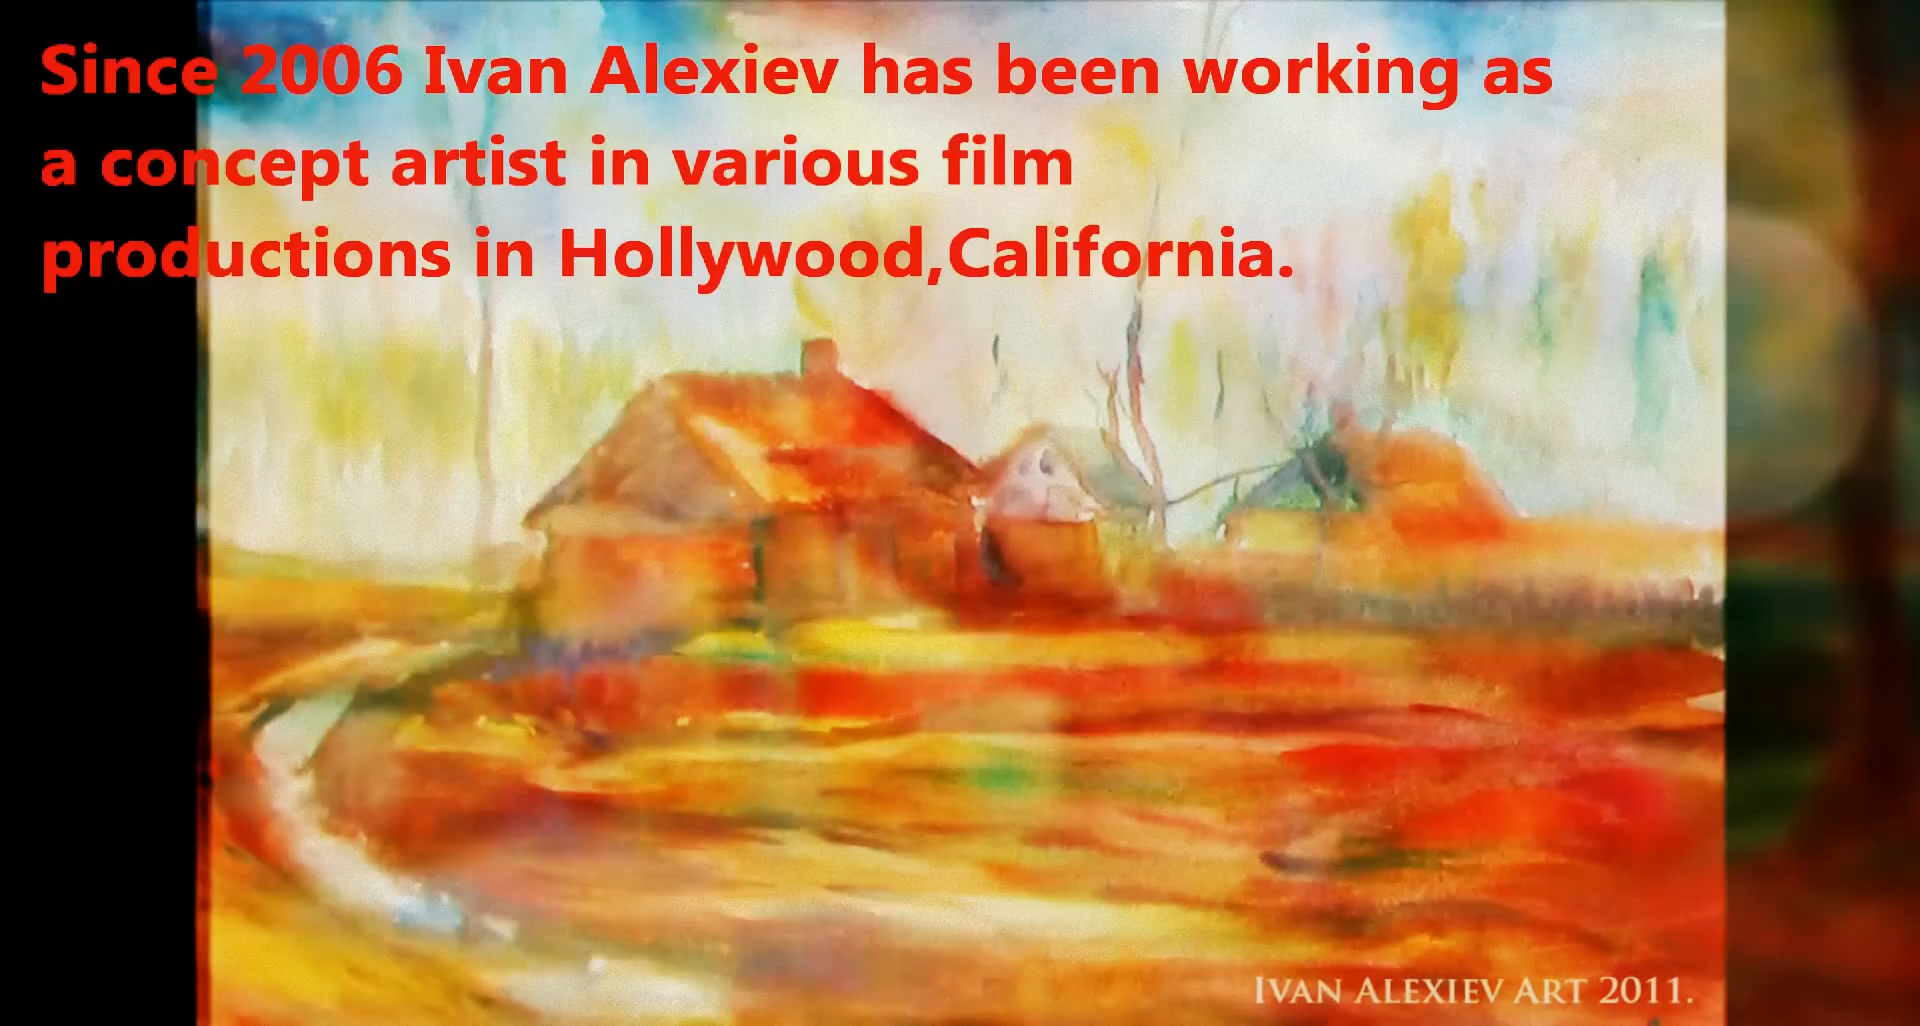 Since 2006 Ivan Alexiev has been working as
a concept artist in various film
productions in Hollywood,California.
IVAN ALEXIEV ART 2011.